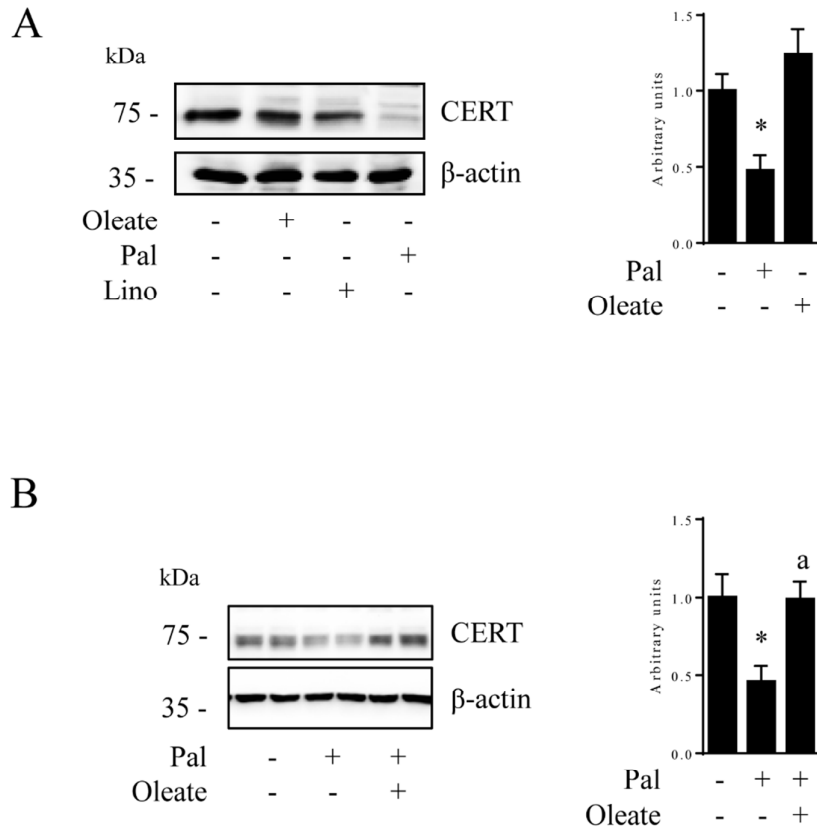 A
kDa
75 -
CERT
35 -
β-actin
Oleate - + - -
Pal - - - +
Lino - - + -
1.5
1.0
0.5
0.0
Arbitrary units
*
Pal - + -
Oleate - - +
B
kDa
75 -
CERT
35 -
β-actin
Pal - + +
Oleate - - +
1.5
1.0
0.5
0.0
Arbitrary units
*
a
Pal - + +
Oleate - - +